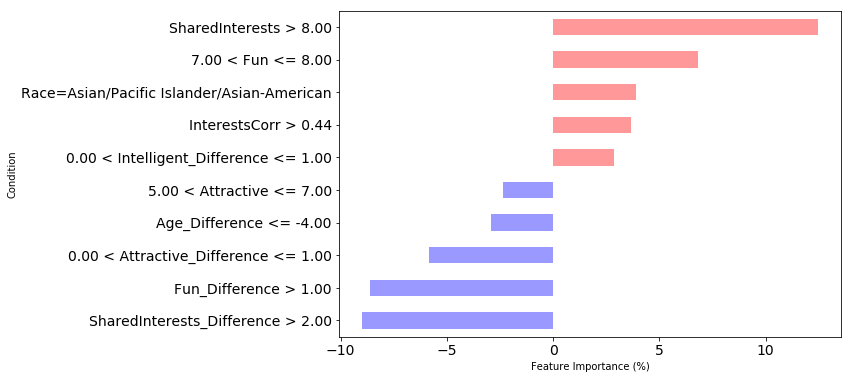 SharedInterests > 8.00
7.00 < Fun <= 8.00
Race=Asian/Pacific Islander/Asian-American
InterestsCorr > 0.44
0.00 < Intelligent_Difference <= 1.00
5.00 < Attractive <= 7.00
Age_Difference <= -4.00
0.00 < Attractive_Difference <= 1.00
Fun_Difference > 1.00
SharedInterests_Difference > 2.00
Condition
−10 −5 0 5 10
Feature Importance (%)